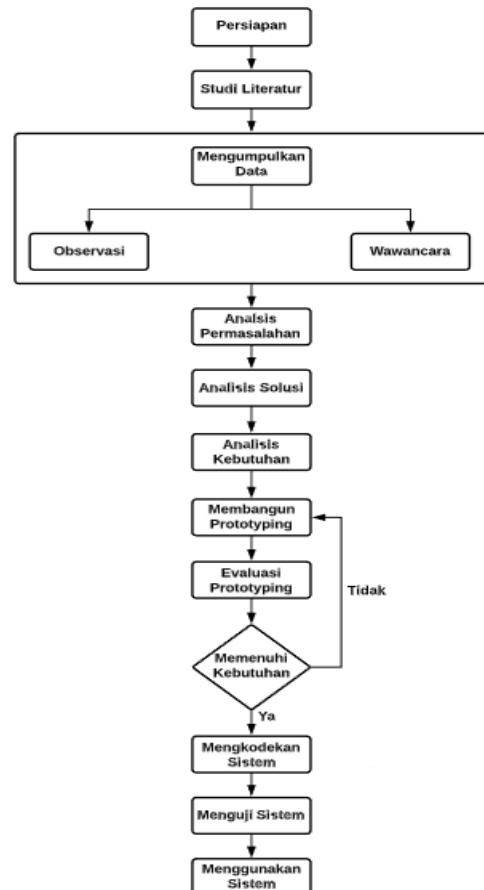 Persiapan
Studi Literatur
Mengumpulkan
Data
Observasi
Wawancara
Analsis
Permasalahan
Analisis Solusi
Analisis
Kebutuhan
Membangun
Prototyping
Evaluasi
Prototyping
Tidak
Memenuhi
Kebutuhan
Ya
Mengkodekan
Sistem
Menguji Sistem
Menggunakan
Sistem